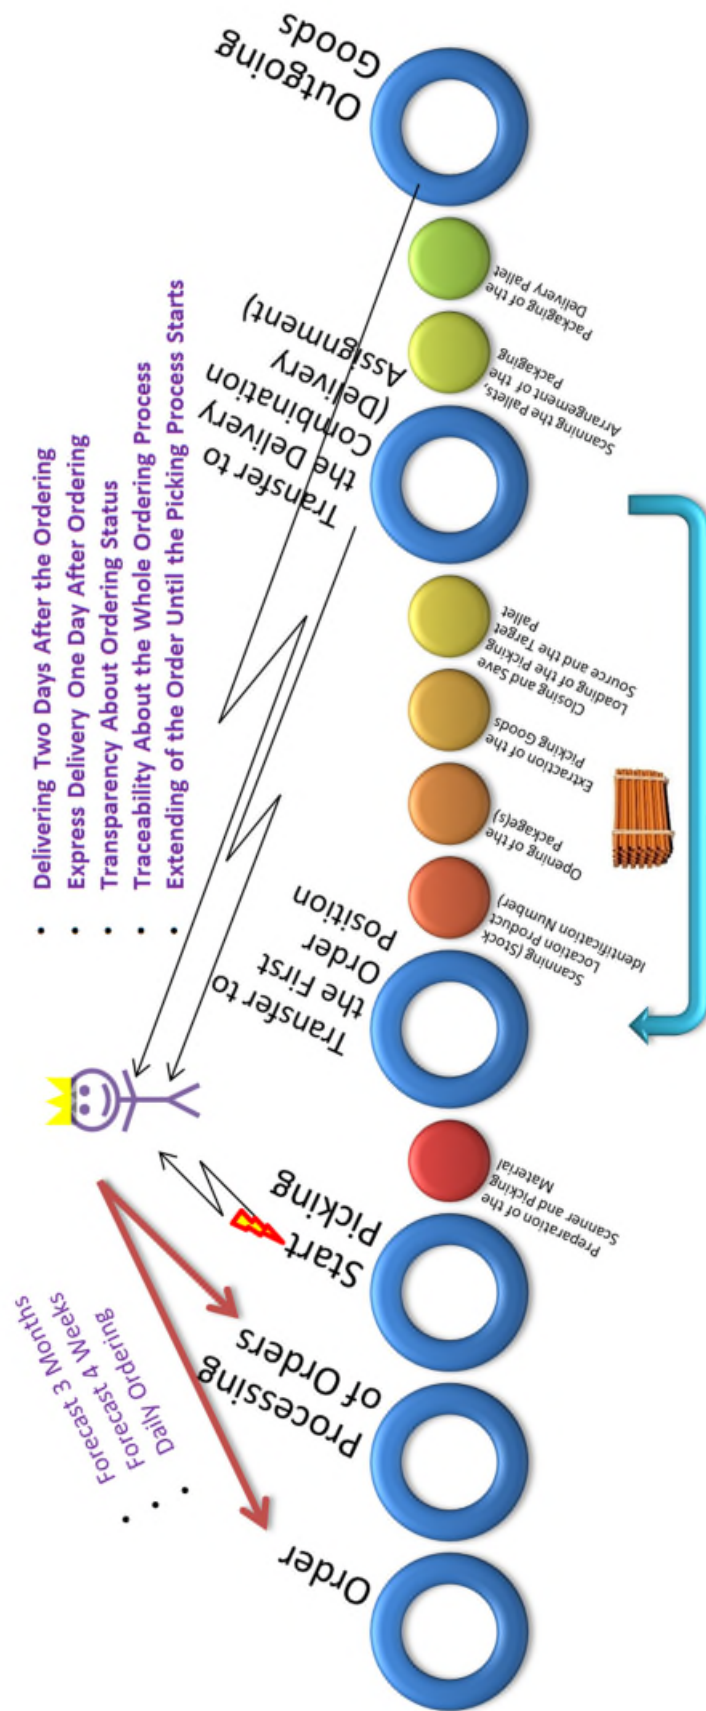 Delivering Two Days After the Ordering
Express Delivery One Day After Ordering
Transparency About Ordering Status
Traceability About the Whole Ordering Process
Extending of the Order Until the Picking Process Starts
Forecast 3 Months
Forecast 4 Weeks
Daily Ordering
Order
Processing
of Orders
Start
Picking
Transfer to
the First
Order
Position
Transfer to
the Delivery
Combination
(Delivery
Assignment)
Outgoing
Goods
Preparation of the
Scanner and Picking
Material
Scanning (Stock
Location Product
Identification Number)
Opening of the
Package(s)
Extraction of the
Picking Goods
Closing and Save
Loading of the Picking
Source and the Target
Pallet
Scanning the Pallets,
Arrangement of the
Packaging
Packaging of the
Delivery Pallet